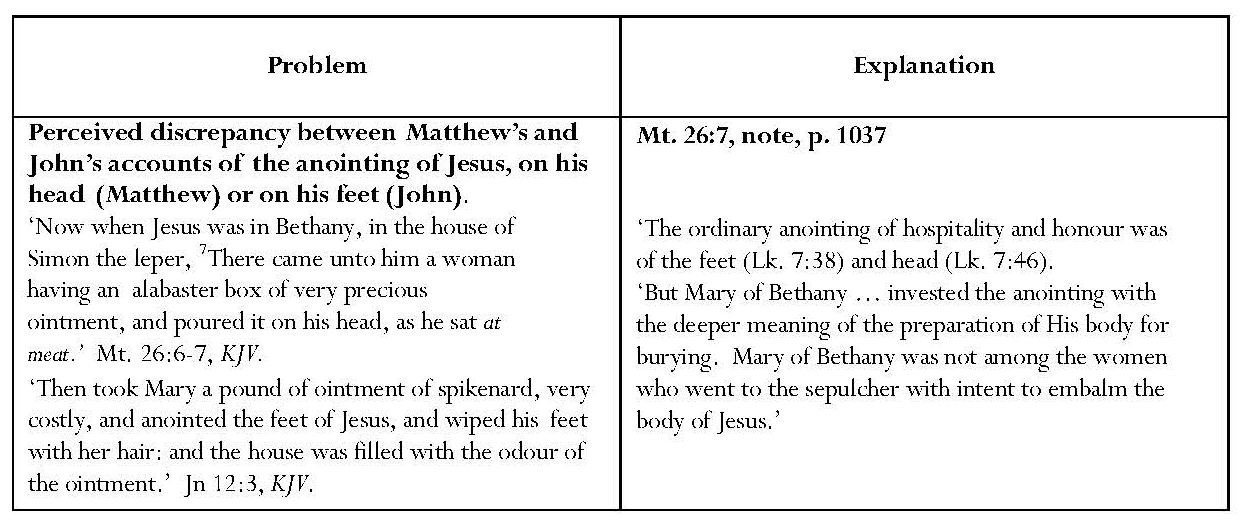 Problem
Explanation
Perceived discrepancy between Matthew’s and
John’s accounts of the anointing of Jesus, on his
head (Matthew) or on his feet (John).
‘Now when Jesus was in Bethany, in the house of
Simon the leper, ⁷There came unto him a woman
having an alabaster box of very precious
ointment, and poured it on his head, as he sat at
meat.’ Mt. 26:6-7, KJV.
‘Then took Mary a pound of ointment of spikenard, very
costly, and anointed the feet of Jesus, and wiped his feet
with her hair: and the house was filled with the odour of
the ointment.’ Jn 12:3, KJV.
Mt. 26:7, note, p. 1037
‘The ordinary anointing of hospitality and honour was
of the feet (Lk. 7:38) and head (Lk. 7:46).
‘But Mary of Bethany … invested the anointing with
the deeper meaning of the preparation of His body for
burying. Mary of Bethany was not among the women
who went to the sepulcher with intent to embalm the
body of Jesus.’